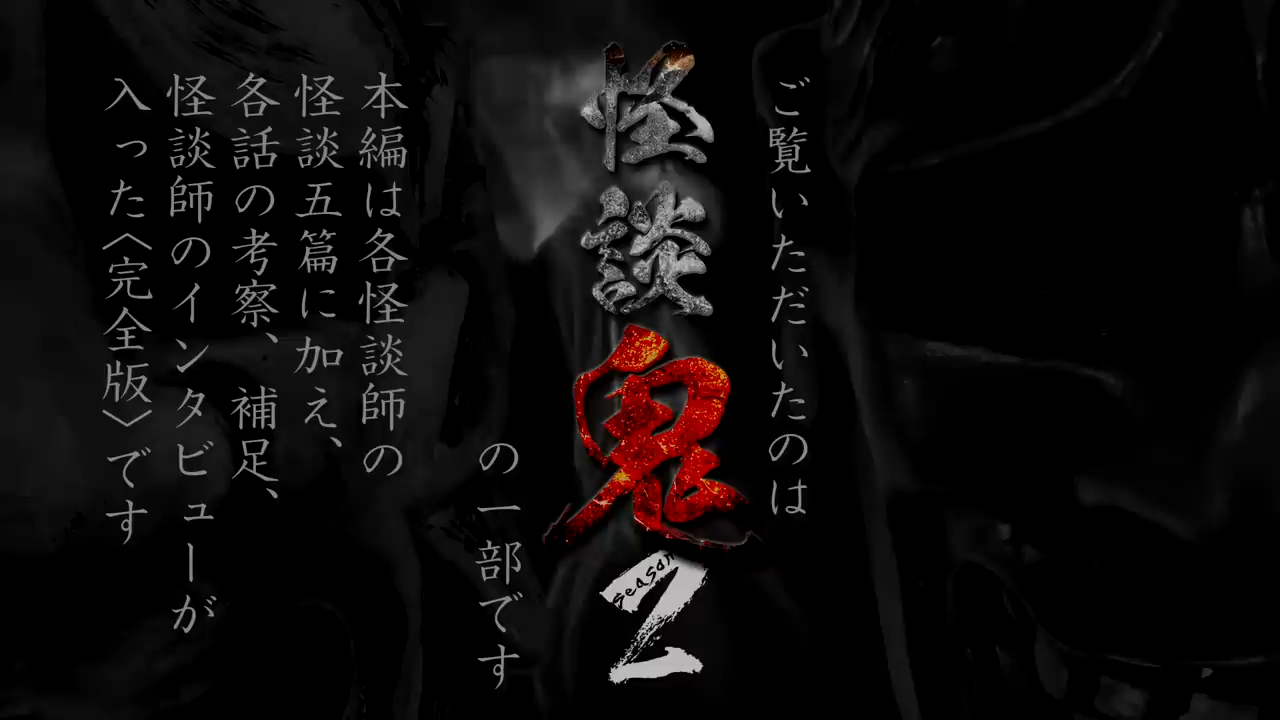 ご覧いただいたのは
怪談鬼
season
2
の一部です
本編は各怪談師の
怪談五篇に加え、
各話の考察、補足、
怪談師のインタビューが
入った〈完全版〉です